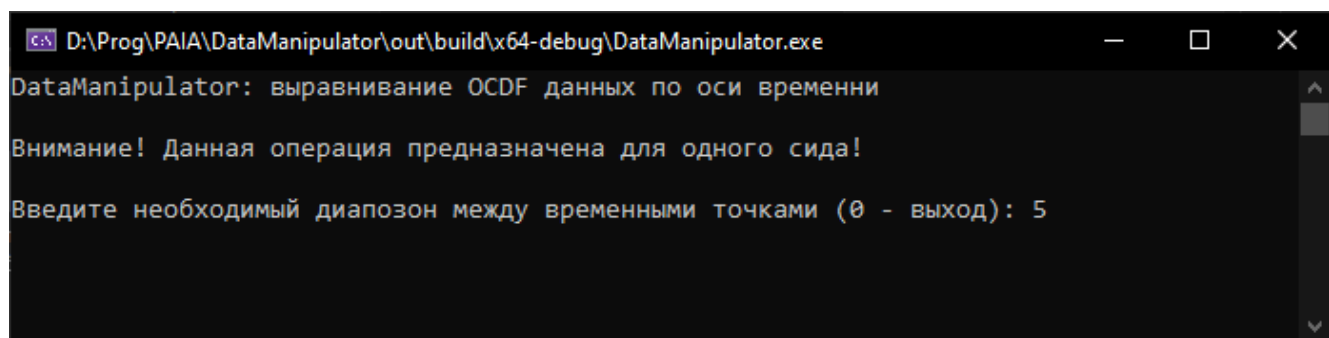 D:\Prog\PAIA\DataManipulator\out\build\x64-debug\DataManipulator.exe
DataManipulator: выравнивание OCDF данных по оси временни
Внимание! Данная операция предназначена для одного сида!
Введите необходимый диапозон между временными точками (0 - выход): 5